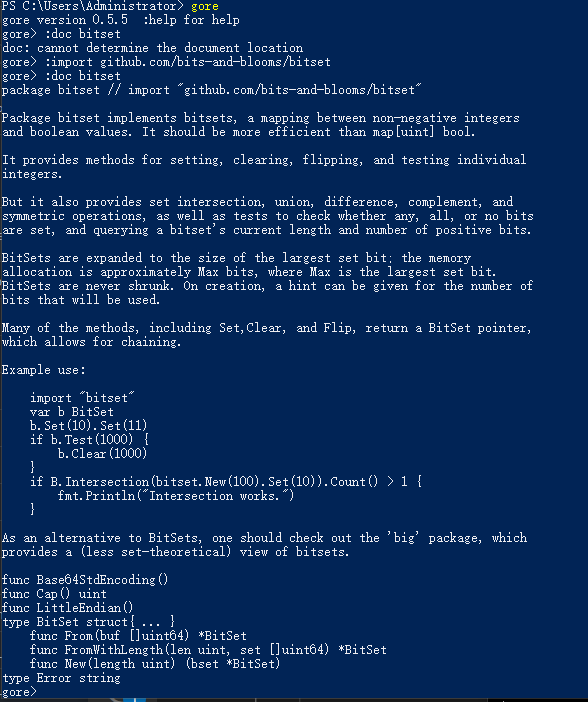 PS C:\Users\Administrator> gore
gore version 0.5.5  :help for help
gore> :doc bitset
doc: cannot determine the document location
gore> :import github.com/bits-and-blooms/bitset
gore> :doc bitset
package bitset // import "github.com/bits-and-blooms/bitset"

Package bitset implements bitsets, a mapping between non-negative integers
and boolean values. It should be more efficient than map[uint] bool.

It provides methods for setting, clearing, flipping, and testing individual
integers.

But it also provides set intersection, union, difference, complement, and
symmetric operations, as well as tests to check whether any, all, or no bits
are set, and querying a bitset's current length and number of positive bits.

BitSets are expanded to the size of the largest set bit; the memory
allocation is approximately Max bits, where Max is the largest set bit.
BitSets are never shrunk. On creation, a hint can be given for the number of
bits that will be used.

Many of the methods, including Set,Clear, and Flip, return a BitSet pointer,
which allows for chaining.

Example use:

    import "bitset"
    var b BitSet
    b.Set(10).Set(11)
    if b.Test(1000) {
        b.Clear(1000)
    }
    if B.Intersection(bitset.New(100).Set(10)).Count() > 1 {
        fmt.Println("Intersection works.")
    }

As an alternative to BitSets, one should check out the 'big' package, which
provides a (less set-theoretical) view of bitsets.

func Base64StdEncoding()
func Cap() uint
func LittleEndian()
type BitSet struct{ ... }
    func From(buf []uint64) *BitSet
    func FromWithLength(len uint, set []uint64) *BitSet
    func New(length uint) (bset *BitSet)
type Error string
gore>